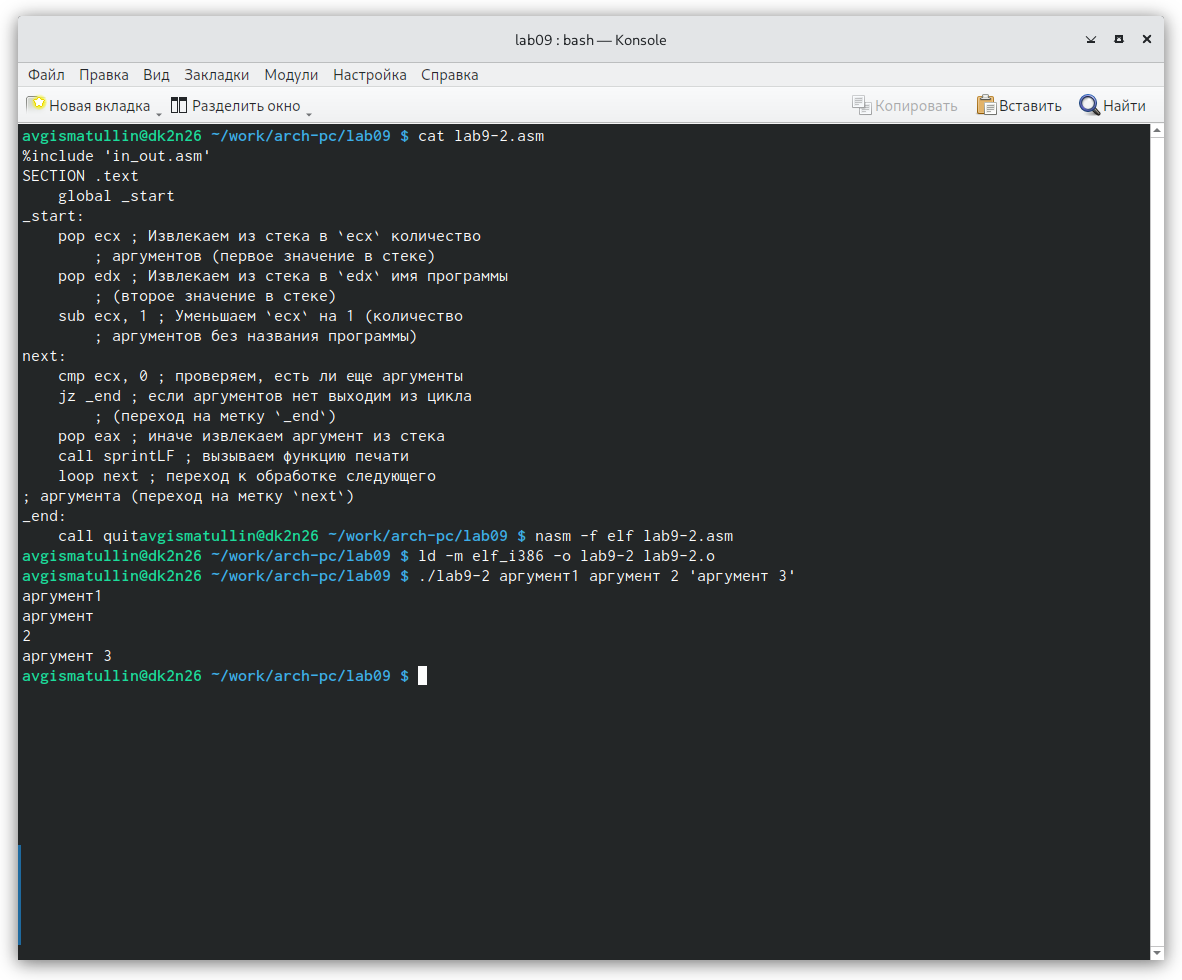 lab09 : bash — Konsole
Файл Правка Вид Закладки Модули Настройка Справка
Новая вкладка Разделить окно Копировать Вставить Найти
avgismatullin@dk2n26 ~/work/arch-pc/lab09 $ cat lab9-2.asm
%include 'in_out.asm'
SECTION .text
    global _start
_start:
    pop ecx ; Извлекаем из стека в `ecx` количество
        ; аргументов (первое значение в стеке)
    pop edx ; Извлекаем из стека в `edx` имя программы
        ; (второе значение в стеке)
    sub ecx, 1 ; Уменьшаем `ecx` на 1 (количество
        ; аргументов без названия программы)
next:
    cmp ecx, 0 ; проверяем, есть ли еще аргументы
    jz _end ; если аргументов нет выходим из цикла
        ; (переход на метку `_end`)
    pop eax ; иначе извлекаем аргумент из стека
    call sprintLF ; вызываем функцию печати
    loop next ; переход к обработке следующего
; аргумента (переход на метку `next`)
_end:
    call quitavgismatullin@dk2n26 ~/work/arch-pc/lab09 $ nasm -f elf lab9-2.asm
avgismatullin@dk2n26 ~/work/arch-pc/lab09 $ ld -m elf_i386 -o lab9-2 lab9-2.o
avgismatullin@dk2n26 ~/work/arch-pc/lab09 $ ./lab9-2 аргумент1 аргумент 2 'аргумент 3'
аргумент1
аргумент
2
аргумент 3
avgismatullin@dk2n26 ~/work/arch-pc/lab09 $